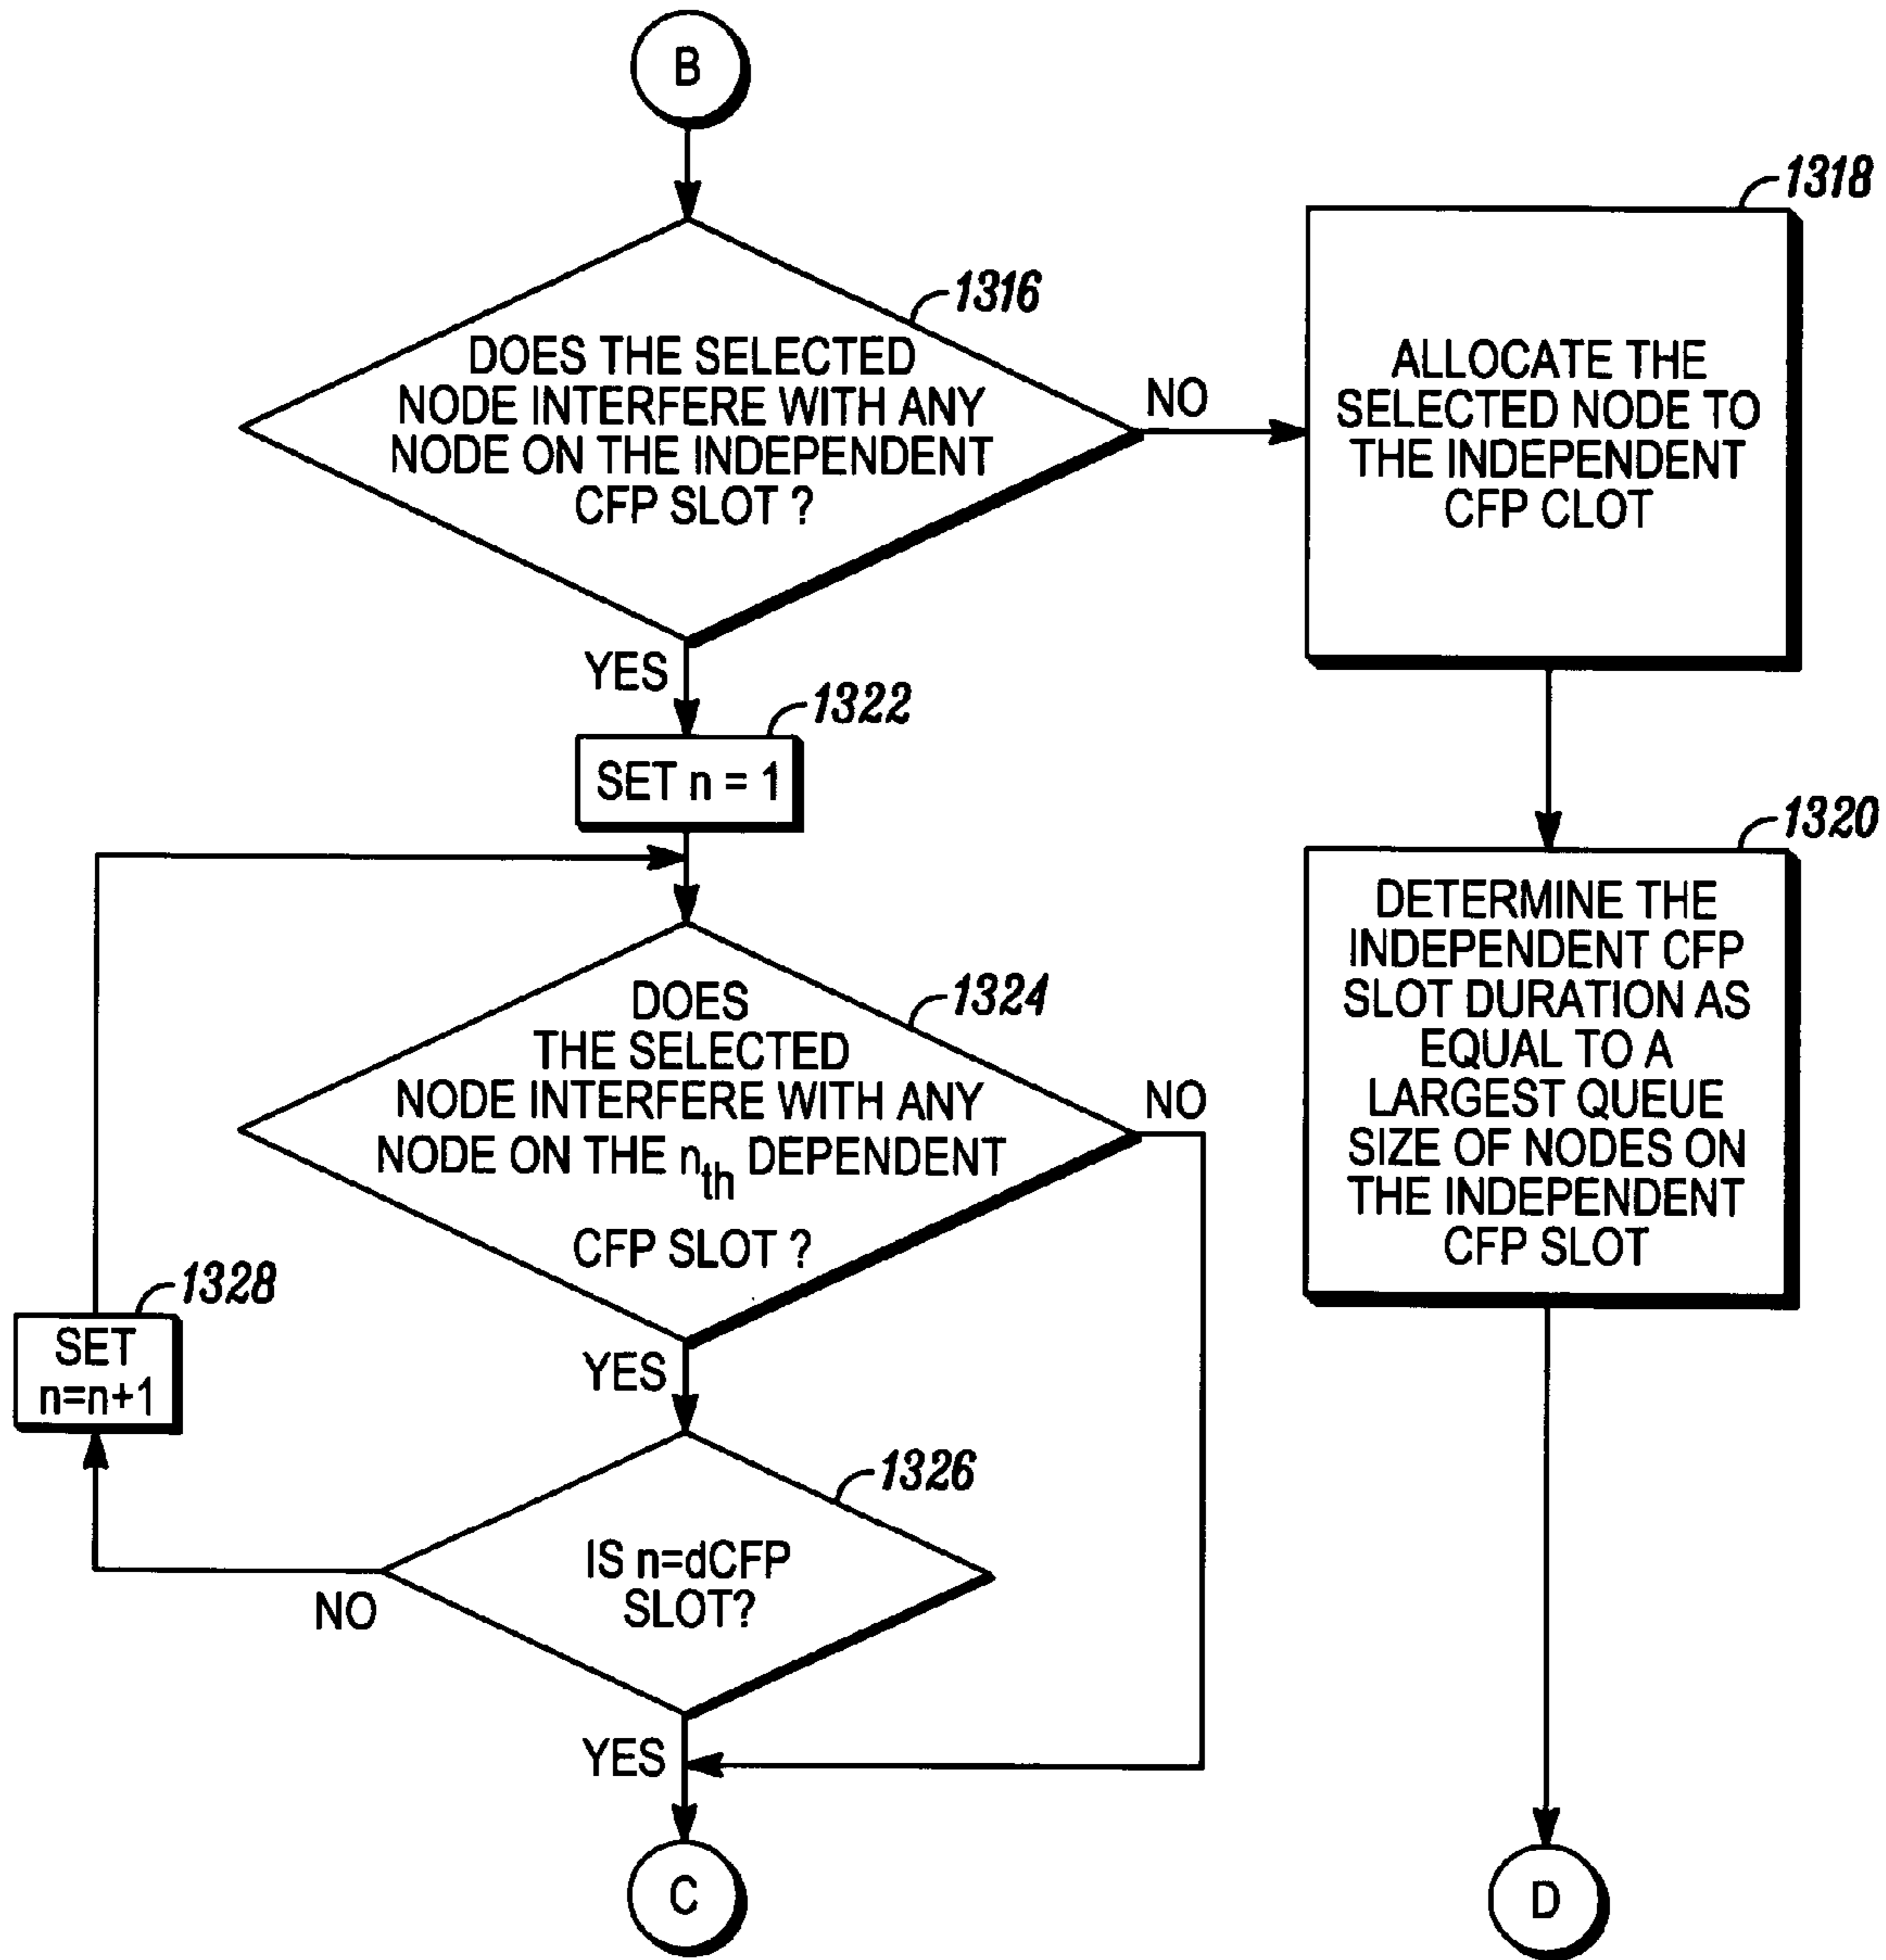 B
1316
DOES THE SELECTED
NODE INTERFERE WITH ANY
NODE ON THE INDEPENDENT
CFP SLOT ?
NO
YES
1318
ALLOCATE THE
SELECTED NODE TO
THE INDEPENDENT
CFP CLOT
1322
SET n = 1
1320
DETERMINE THE
INDEPENDENT CFP
SLOT DURATION AS
EQUAL TO A
LARGEST QUEUE
SIZE OF NODES ON
THE INDEPENDENT
CFP SLOT
1324
DOES
THE SELECTED
NODE INTERFERE WITH ANY
NODE ON THE nth DEPENDENT
CFP SLOT ?
NO
YES
1328
SET
n=n+1
1326
IS n=dCFP
SLOT?
NO
YES
C
D